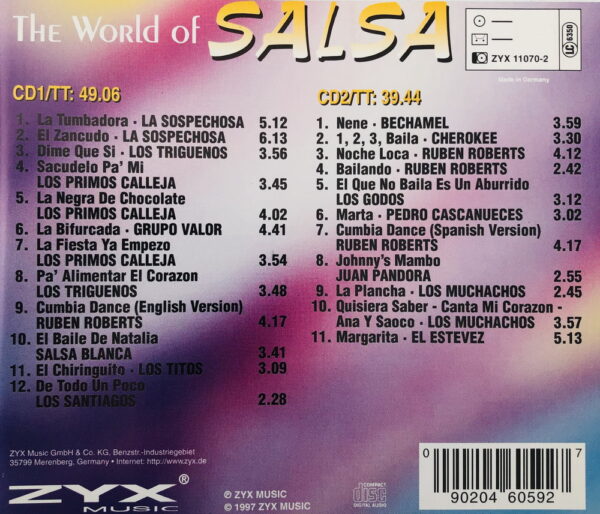 The World of SALSA
ZYX 11070-2
LC 6350
Made in Germany
CD1/TT: 49.06
1. La Tumbadora · LA SOSPECHOSA 5.12
2. El Zancudo · LA SOSPECHOSA 6.13
3. Dime Que Si · LOS TRIGUENOS 3.56
4. Sacudelo Pa' Mi
LOS PRIMOS CALLEJA 3.45
5. La Negra De Chocolate
LOS PRIMOS CALLEJA 4.02
6. La Bifurcada · GRUPO VALOR 4.41
7. La Fiesta Ya Empezo
LOS PRIMOS CALLEJA 3.54
8. Pa' Alimentar El Corazon
LOS TRIGUENOS 3.48
9. Cumbia Dance (English Version)
RUBEN ROBERTS 4.17
10. El Baile De Natalia
SALSA BLANCA 3.41
11. El Chiringuito · LOS TITOS 3.09
12. De Todo Un Poco
LOS SANTIAGOS 2.28
CD2/TT: 39.44
1. Nene · BECHAMEL 3.59
2. 1, 2, 3, Baila · CHEROKEE 3.30
3. Noche Loca · RUBEN ROBERTS 4.12
4. Bailando · RUBEN ROBERTS 2.42
5. El Que No Baila Es Un Aburrido
LOS GODOS 3.12
6. Marta · PEDRO CASCANUECES 3.02
7. Cumbia Dance (Spanish Version)
RUBEN ROBERTS 4.17
8. Johnny's Mambo
JUAN PANDORA 2.55
9. La Plancha · LOS MUCHACHOS 2.45
10. Quisiera Saber - Canta Mi Corazon -
Ana Y Saoco · LOS MUCHACHOS 3.57
11. Margarita · EL ESTEVEZ 5.13
ZYX Music GmbH & Co. KG, Benzstr.-Industriegebiet
35799 Merenberg, Germany • Internet: http://www.zyx.de
ZYX®
MUSIC
℗ ZYX MUSIC
© 1997 ZYX MUSIC
COMPACT
disc
DIGITAL AUDIO
0 90204 60592 7